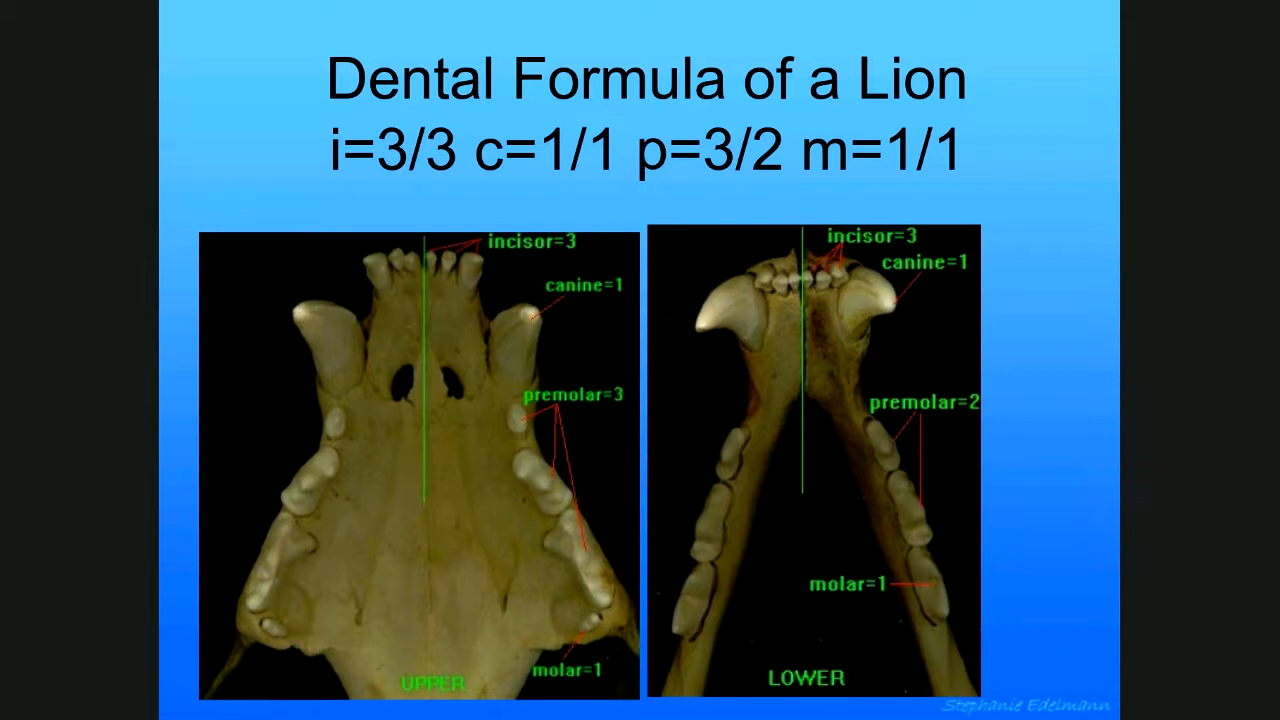 Dental Formula of a Lion
i=3/3 c=1/1 p=3/2 m=1/1
incisor=3
canine=1
premolar=3
molar=1
UPPER
incisor=3
canine=1
premolar=2
molar=1
LOWER
Stephanie Edelmann